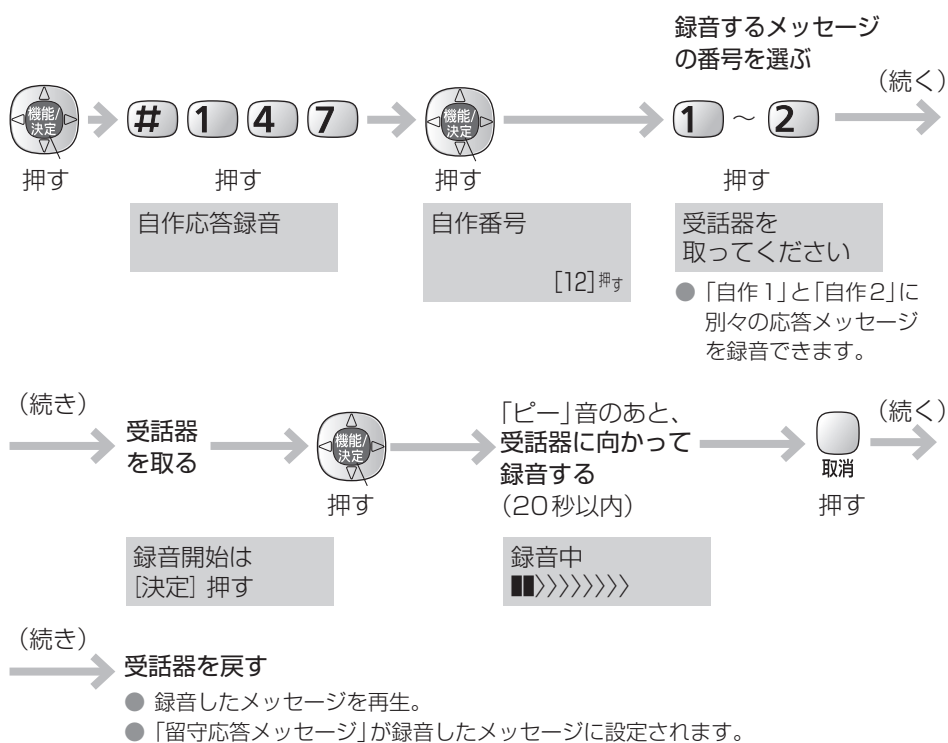 録音するメッセージ
の番号を選ぶ
(続く)
機能/
決定
# 1 4 7
機能/
決定
1 ~ 2
押す
押す
押す
押す
自作応答録音
自作番号
[12]押す
受話器を
取ってください
●「自作1」と「自作2」に
別々の応答メッセージ
を録音できます。
(続き)
受話器
を取る
機能/
決定
押す
「ピー」音のあと、
受話器に向かって
録音する
(20秒以内)
取消
押す
(続く)
録音開始は
[決定] 押す
録音中
(続き)
受話器を戻す
● 録音したメッセージを再生。
●「留守応答メッセージ」が録音したメッセージに設定されます。